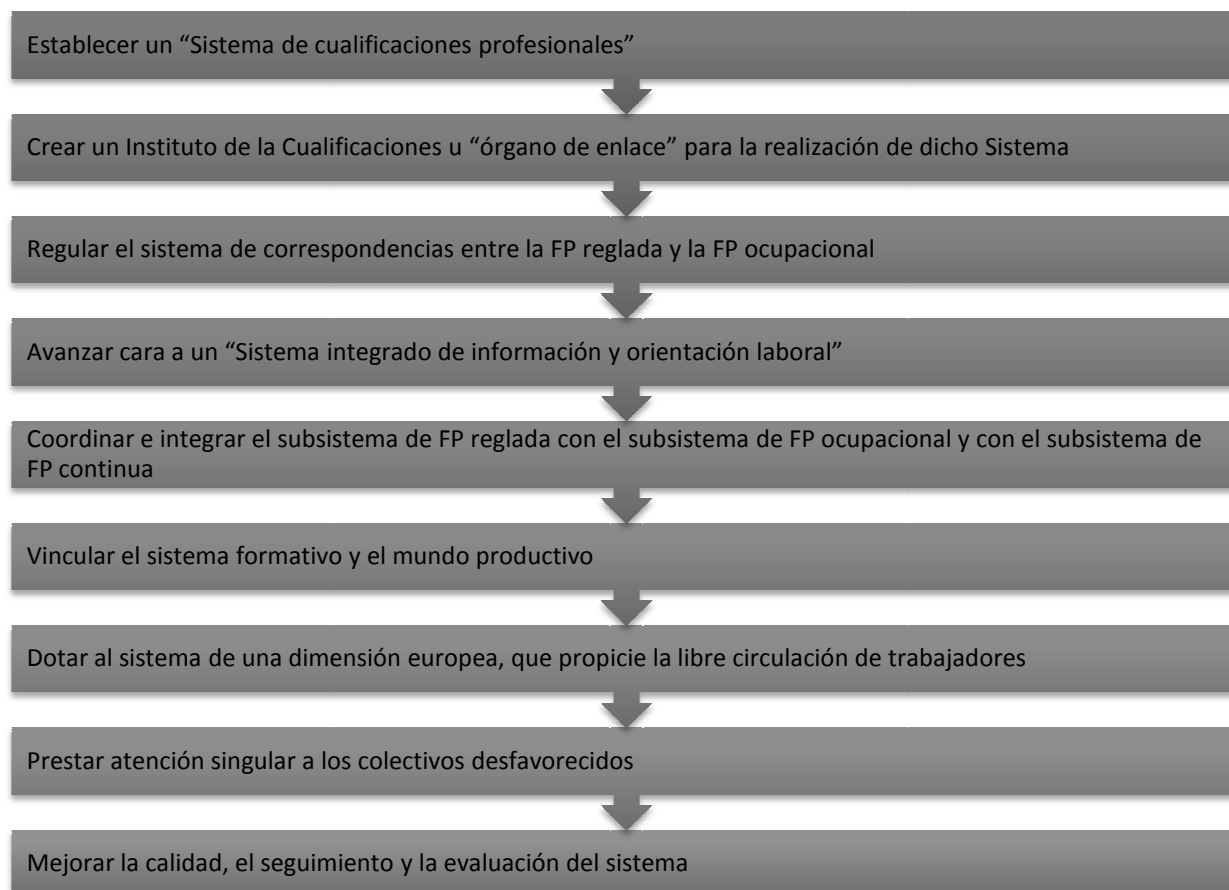 Establecer un “Sistema de cualificaciones profesionales”
Crear un Instituto de la Cualificaciones u “órgano de enlace” para la realización de dicho Sistema
Regular el sistema de correspondencias entre la FP reglada y la FP ocupacional
Avanzar cara a un “Sistema integrado de información y orientación laboral”
Coordinar e integrar el subsistema de FP reglada con el subsistema de FP ocupacional y con el subsistema de
FP continua
Vincular el sistema formativo y el mundo productivo
Dotar al sistema de una dimensión europea, que propicie la libre circulación de trabajadores
Prestar atención singular a los colectivos desfavorecidos
Mejorar la calidad, el seguimiento y la evaluación del sistema